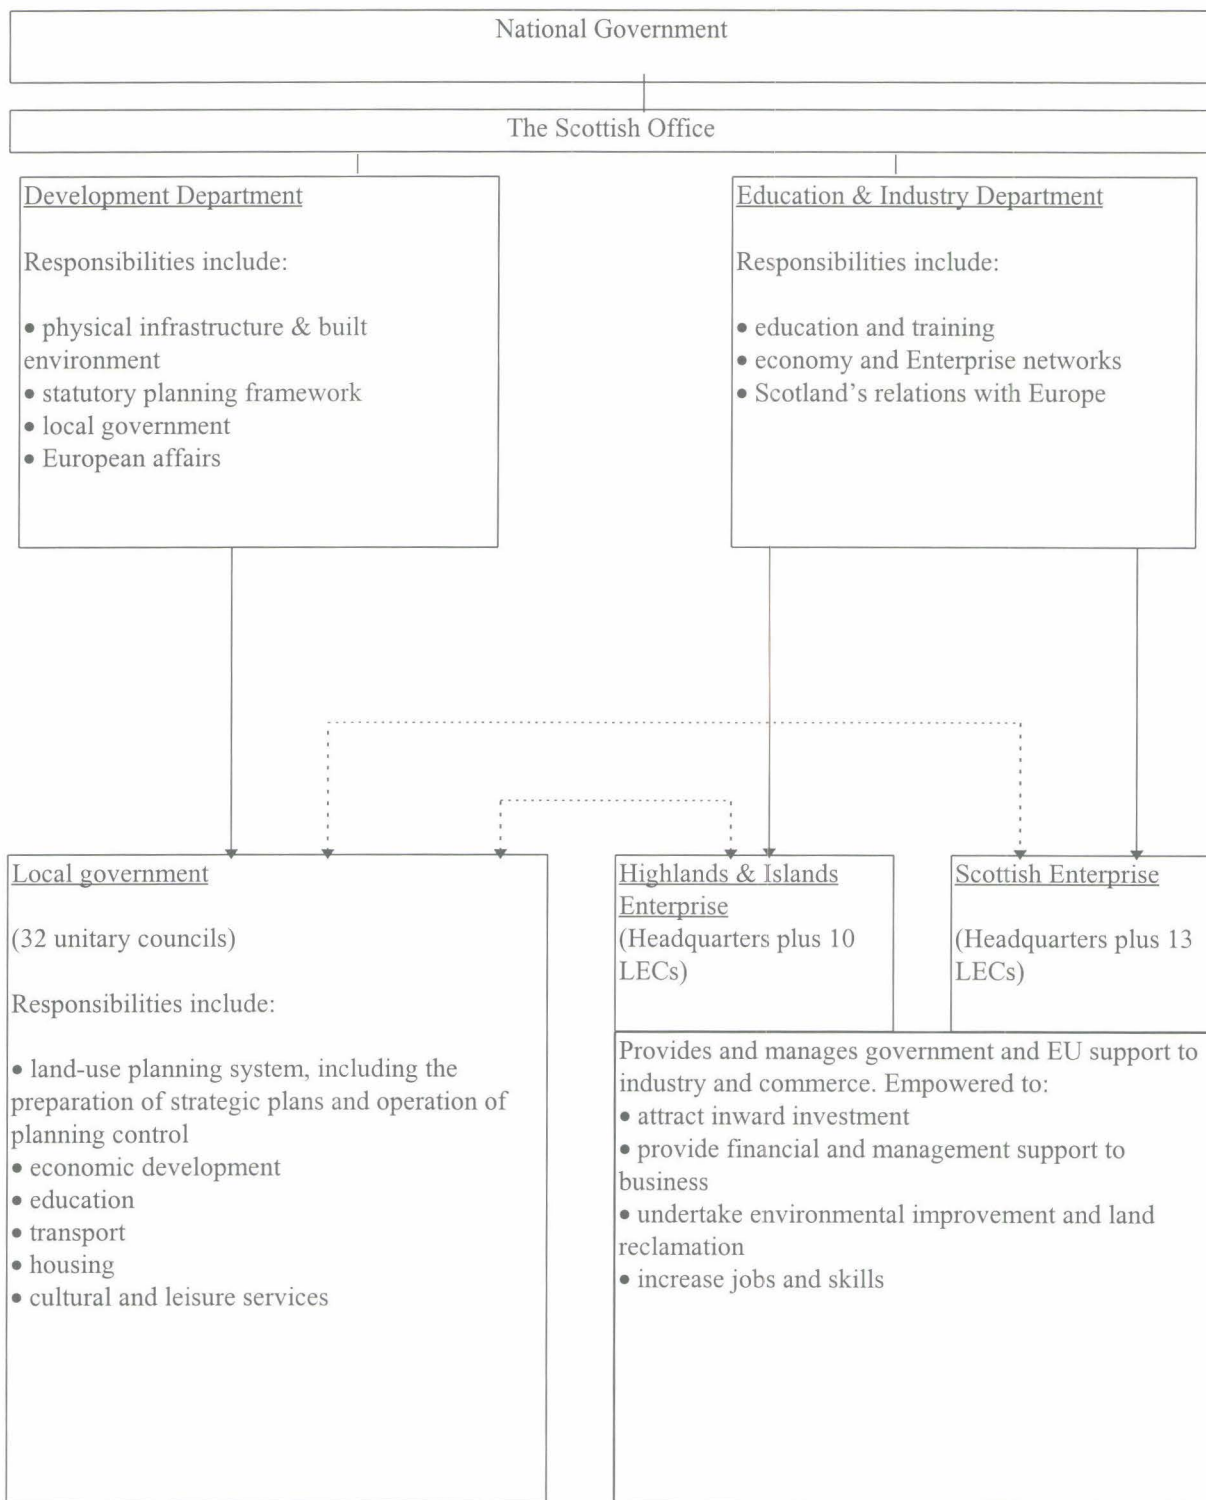 National Government
The Scottish Office
Development Department
Responsibilities include:
• physical infrastructure & built
environment
• statutory planning framework
• local government
• European affairs
Education & Industry Department
Responsibilities include:
• education and training
• economy and Enterprise networks
• Scotland's relations with Europe
Local government
(32 unitary councils)
Responsibilities include:
• land-use planning system, including the
preparation of strategic plans and operation of
planning control
• economic development
• education
• transport
• housing
• cultural and leisure services
Highlands & Islands
Enterprise
(Headquarters plus 10
LECs)
Scottish Enterprise
(Headquarters plus 13
LECs)
Provides and manages government and EU support to
industry and commerce. Empowered to:
• attract inward investment
• provide financial and management support to
business
• undertake environmental improvement and land
reclamation
• increase jobs and skills